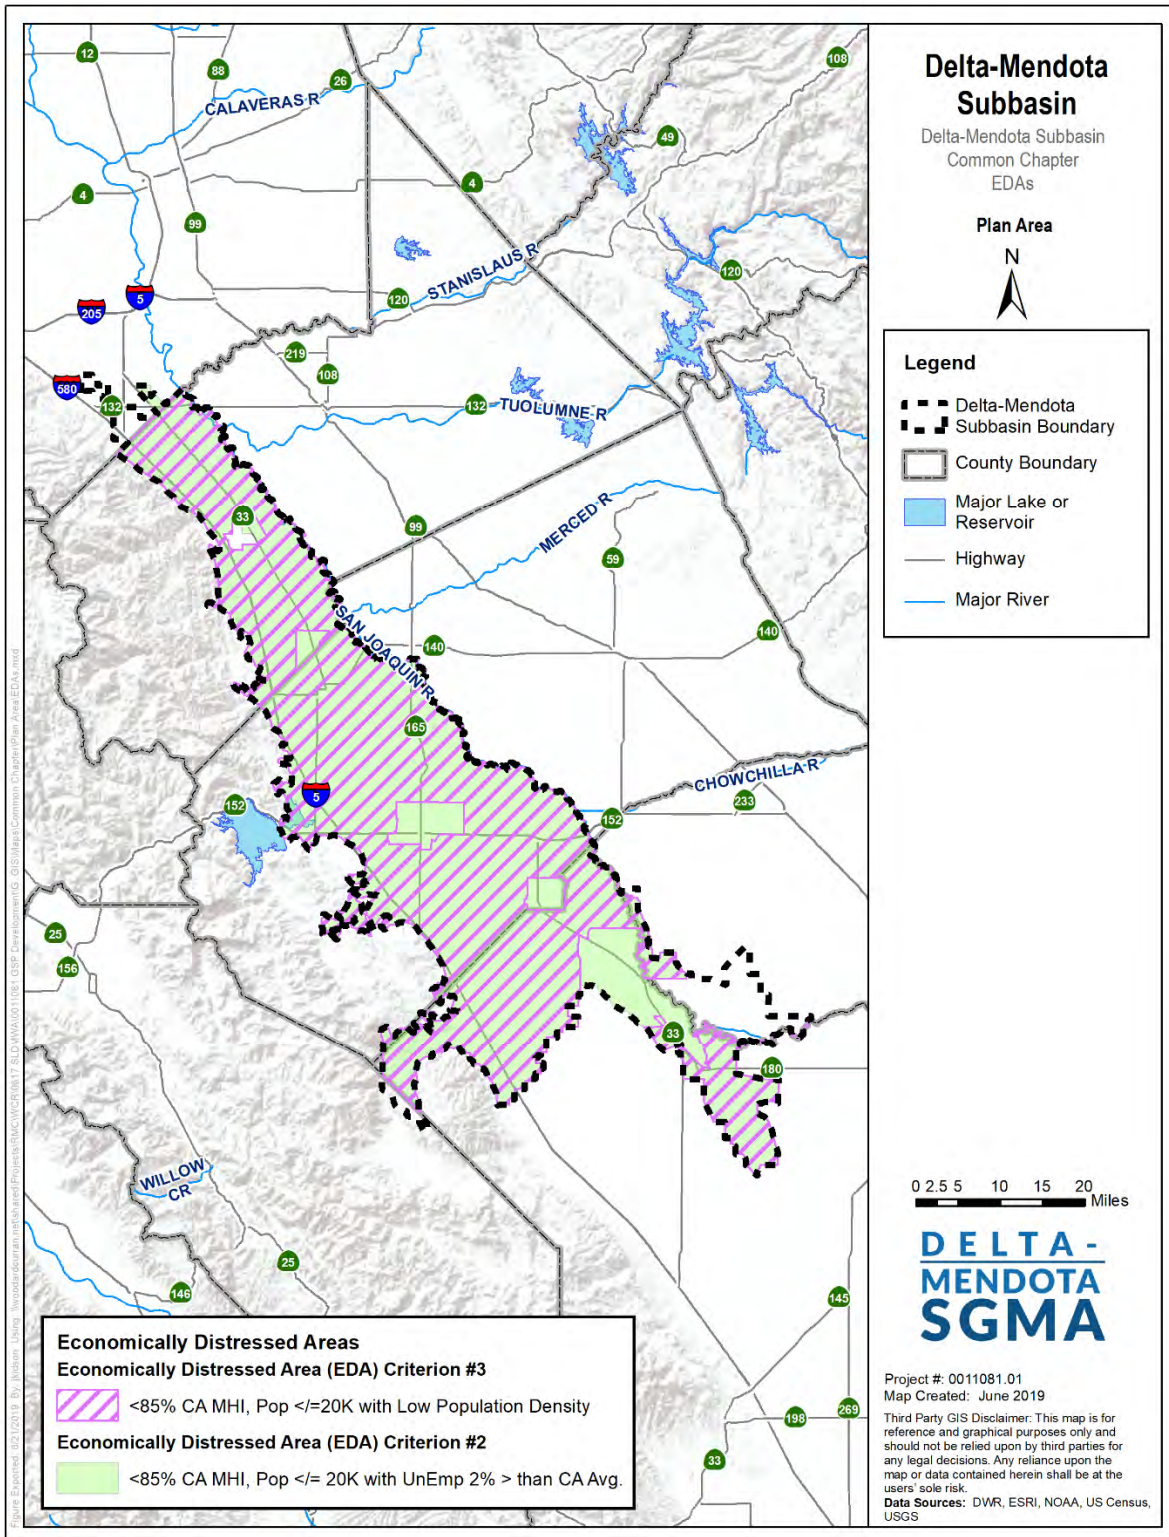 Delta-Mendota
Subbasin
Delta-Mendota Subbasin
Common Chapter
EDAs
Plan Area
N
Legend
Delta-Mendota
Subbasin Boundary
County Boundary
Major Lake or
Reservoir
Highway
Major River
0 2.5 5 10 15 20
Miles
DELTA-
MENDOTA
SGMA
Project #: 0011081.01
Map Created: June 2019
Third Party GIS Disclaimer: This map is for
reference and graphical purposes only and
should not be relied upon by third parties for
any legal decisions. Any reliance upon the
map or data contained herein shall be at the
users' sole risk.
Data Sources: DWR, ESRI, NOAA, US Census,
USGS
12
88
26
108
CALAVERAS R
49
4
4
99
STANISLAUS R
120
120
5
205
219
108
580
132
132
TUOLUMNE R
33
99
MERCED R
59
SAN JOAQUIN R
140
140
165
CHOWCHILLA R
233
5
152
152
25
156
33
180
WILLOW
CR
25
146
145
269
198
33
Economically Distressed Areas
Economically Distressed Area (EDA) Criterion #3
<85% CA MHI, Pop </=20K with Low Population Density
Economically Distressed Area (EDA) Criterion #2
<85% CA MHI, Pop </= 20K with UnEmp 2% > than CA Avg.